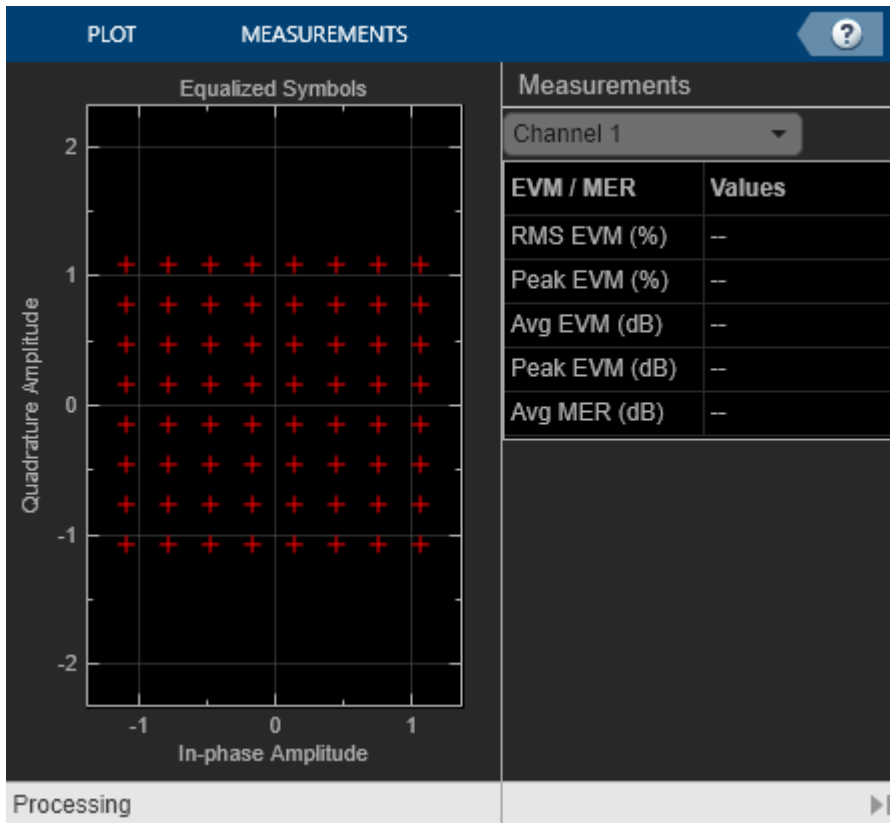 PLOT MEASUREMENTS ?
Equalized Symbols
2
1
0
-1
-2
Quadrature Amplitude
-1 0 1
In-phase Amplitude
Measurements
Channel 1
EVM / MER Values
RMS EVM (%) --
Peak EVM (%) --
Avg EVM (dB) --
Peak EVM (dB) --
Avg MER (dB) --
Processing